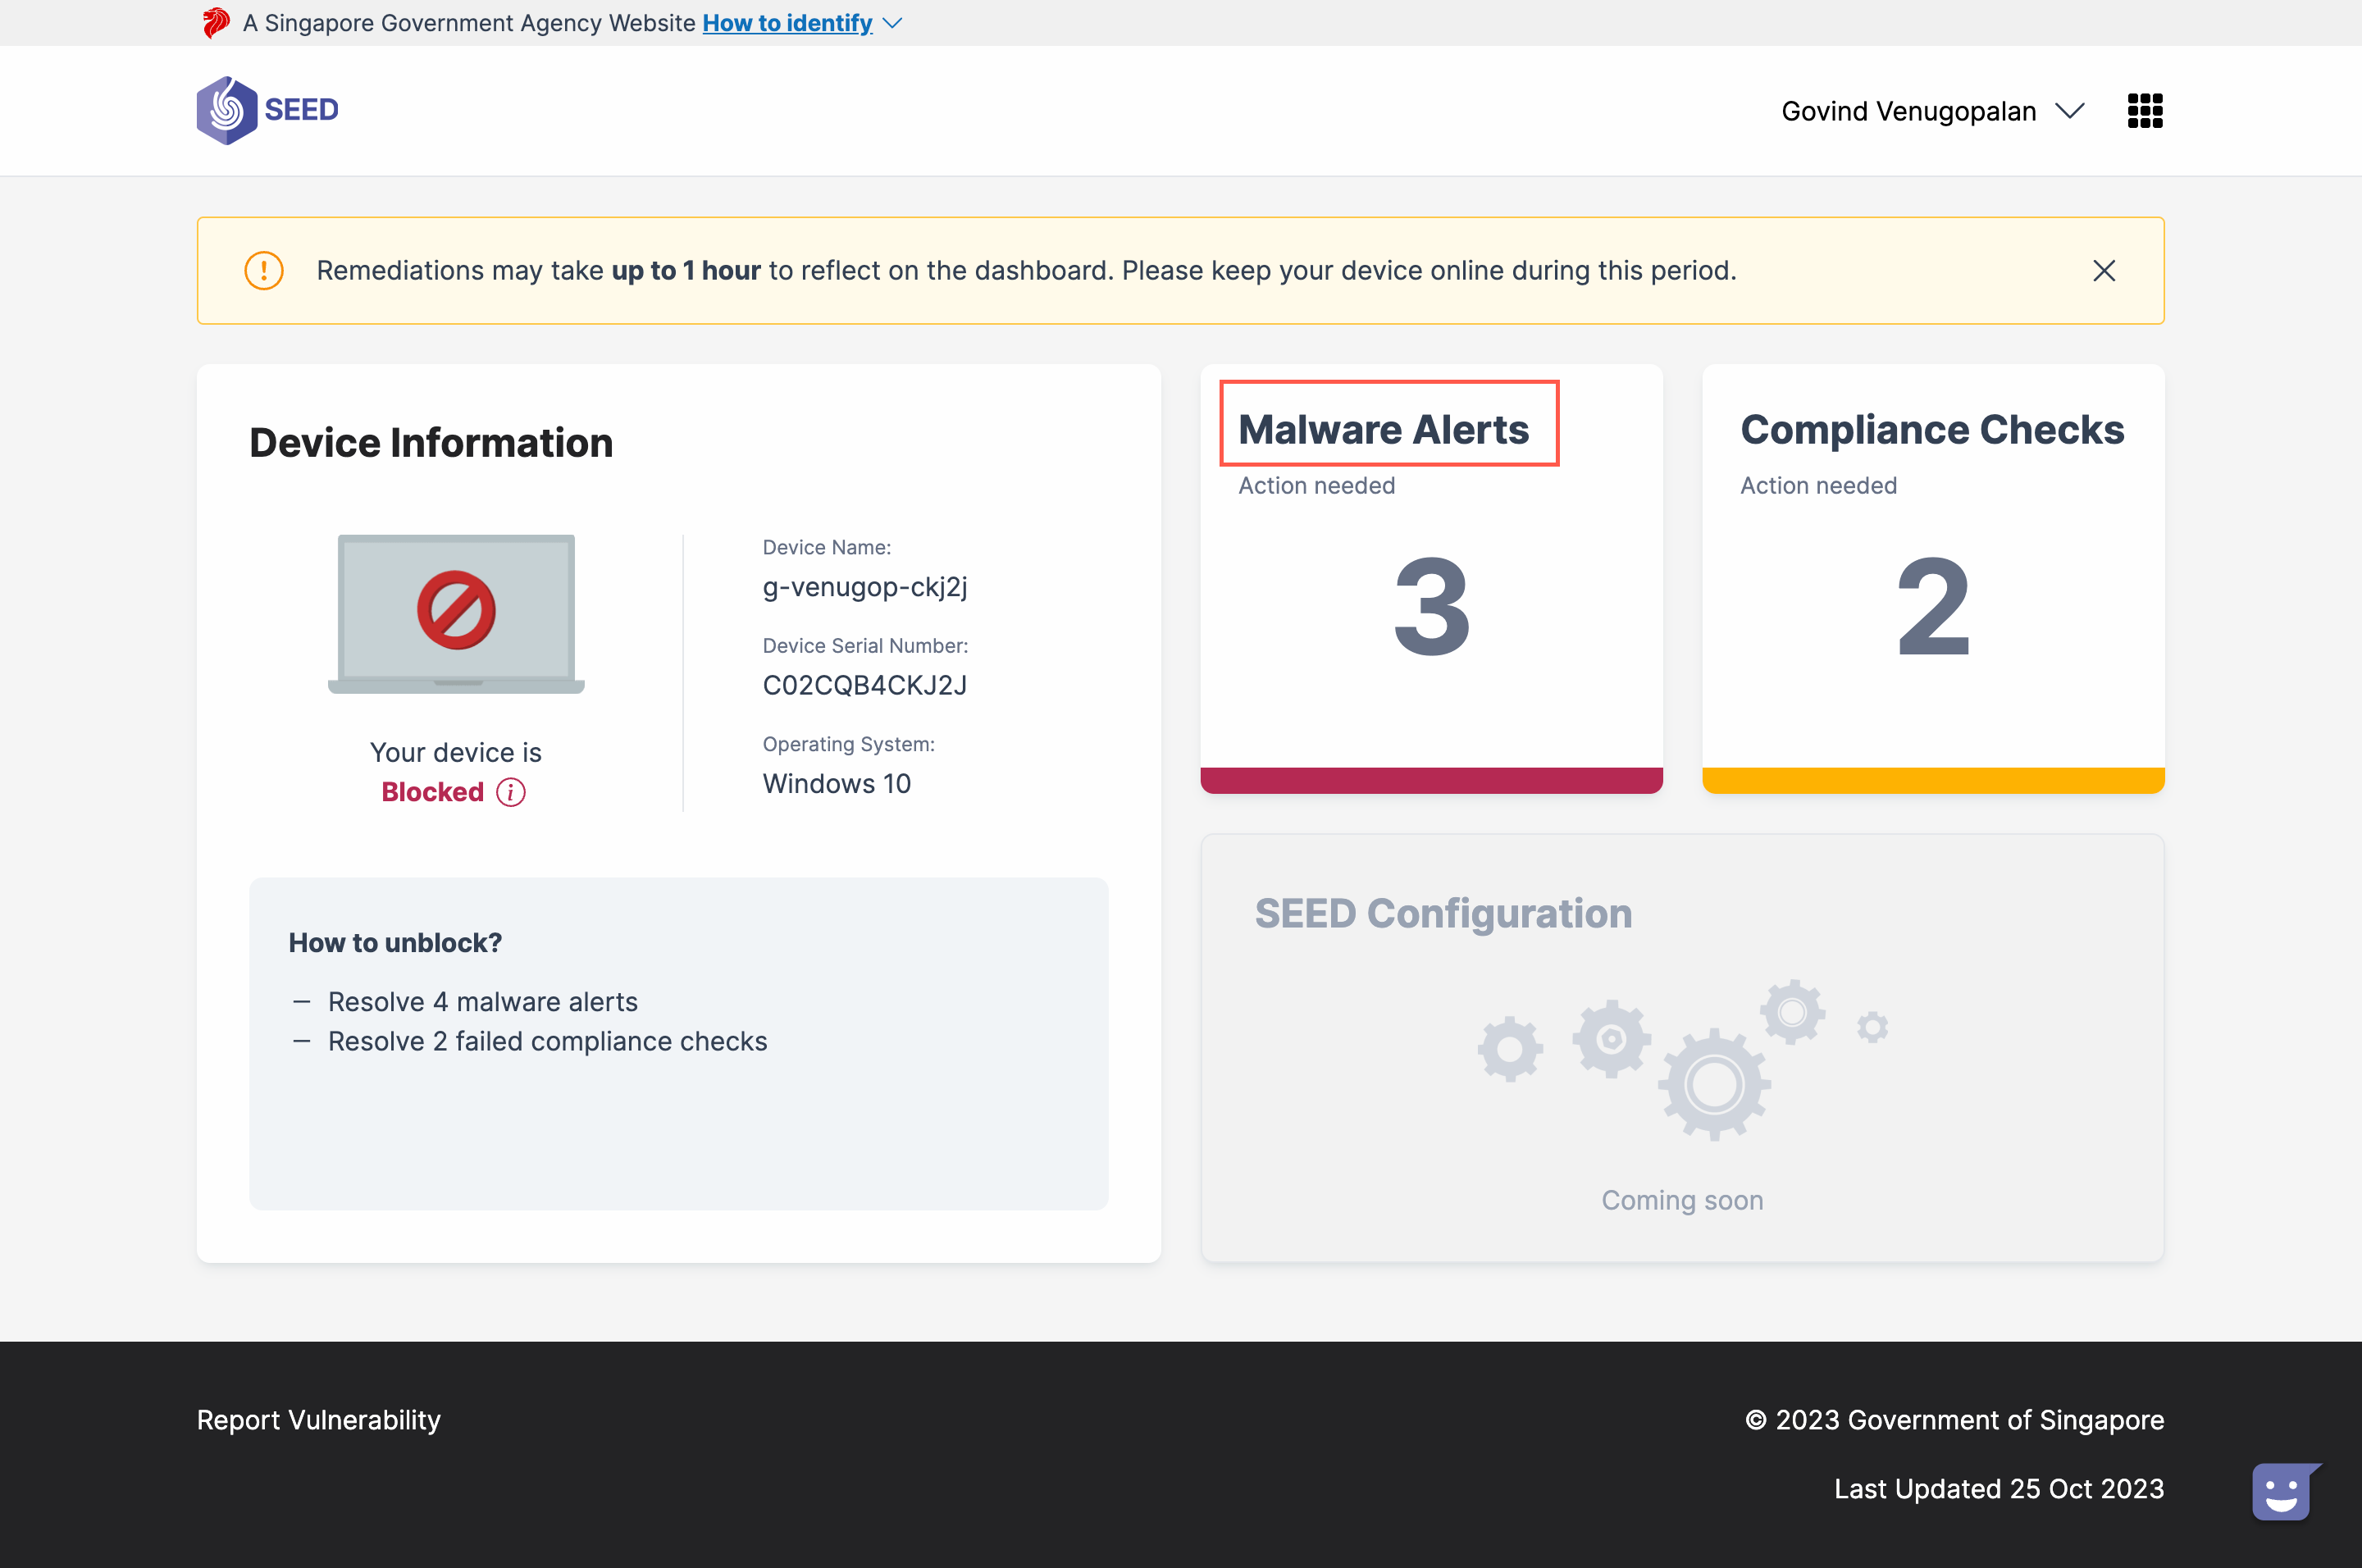 A Singapore Government Agency Website How to identify
SEED
Govind Venugopalan
Remediations may take up to 1 hour to reflect on the dashboard. Please keep your device online during this period.
Device Information
Your device is
Blocked
Device Name:
g-venugop-ckj2j
Device Serial Number:
C02CQB4CKJ2J
Operating System:
Windows 10
How to unblock?
— Resolve 4 malware alerts
— Resolve 2 failed compliance checks
Malware Alerts
Action needed
3
Compliance Checks
Action needed
2
SEED Configuration
Coming soon
Report Vulnerability
© 2023 Government of Singapore
Last Updated 25 Oct 2023